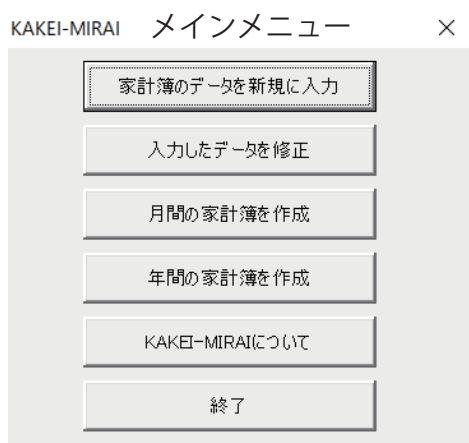 KAKEI-MIRAI メインメニュー ×
家計簿のデータを新規に入力
入力したデータを修正
月間の家計簿を作成
年間の家計簿を作成
KAKEI-MIRAIについて
終了